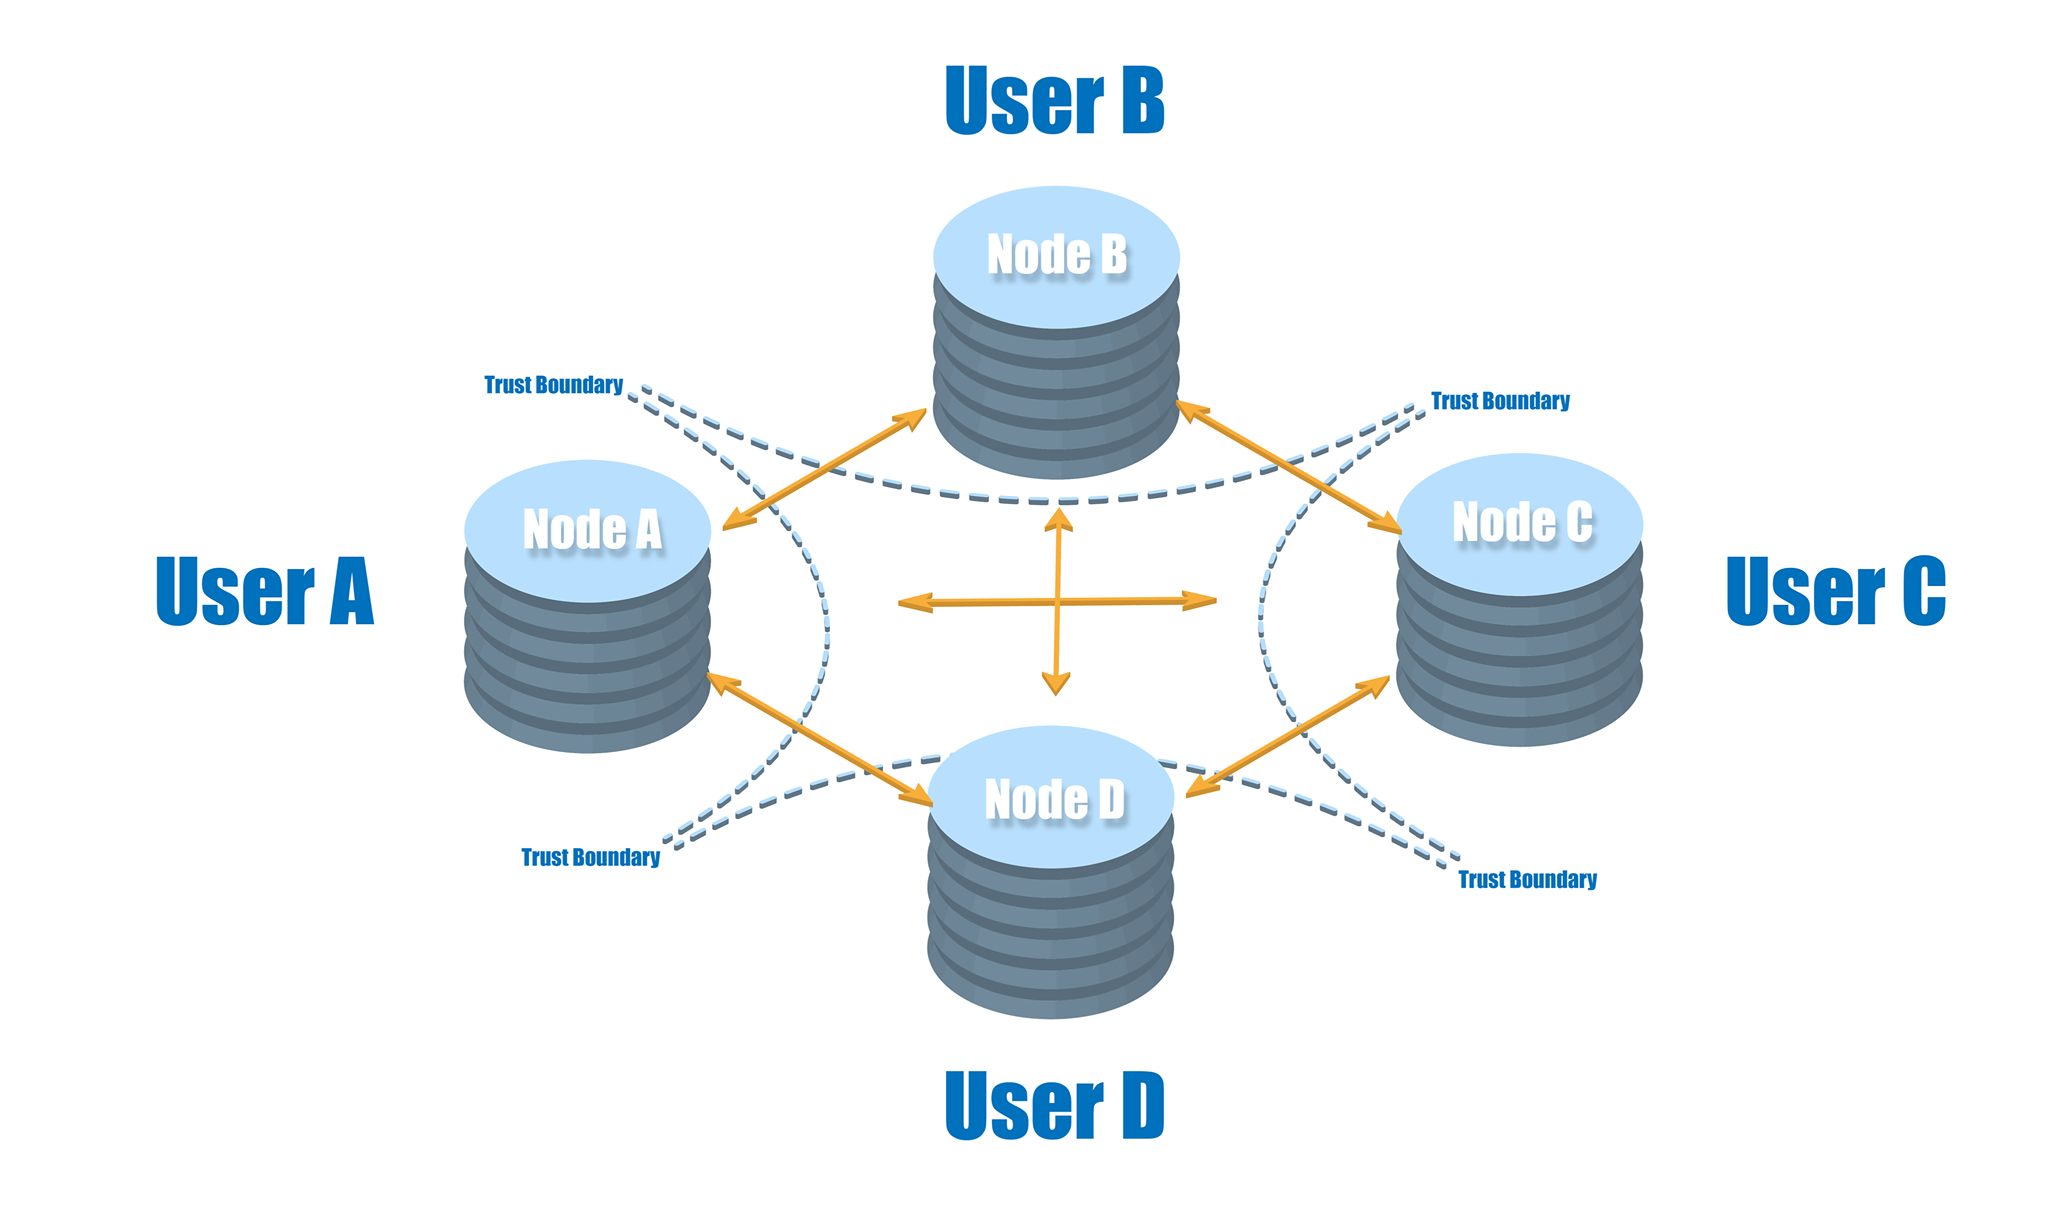 User B
Node B
Trust Boundary
Trust Boundary
Node A
Node C
User A
User C
Node D
Trust Boundary
Trust Boundary
User D